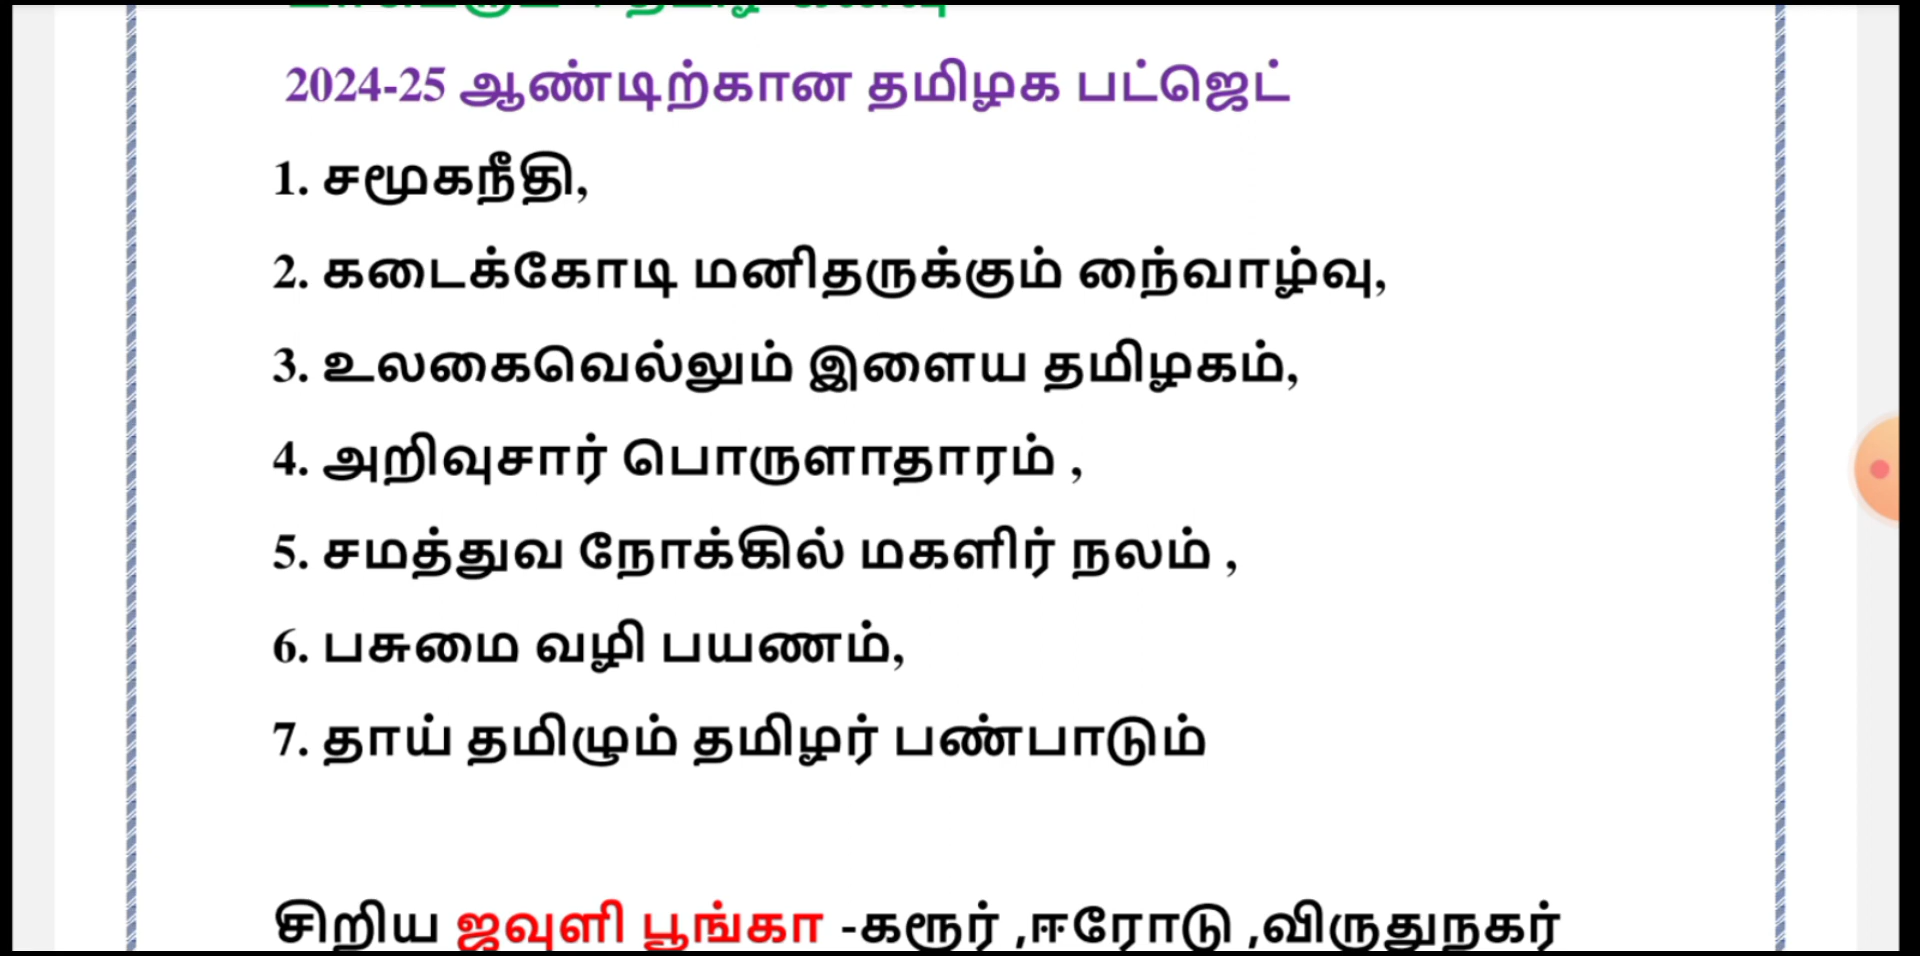 2024-25 ஆண்டிற்கான தமிழக பட்ஜெட்
1. சமூகநீதி,
2. கடைக்கோடி மனிதருக்கும் நைவாழ்வு,
3. உலகைவெல்லும் இளைய தமிழகம்,
4. அறிவுசார் பொருளாதாரம் ,
5. சமத்துவ நோக்கில் மகளிர் நலம் ,
6. பசுமை வழி பயணம்,
7. தாய் தமிழும் தமிழர் பண்பாடும்
சிறிய ஜவுளி பூங்கா -கரூர் ,ஈரோடு ,விருதுநகர்